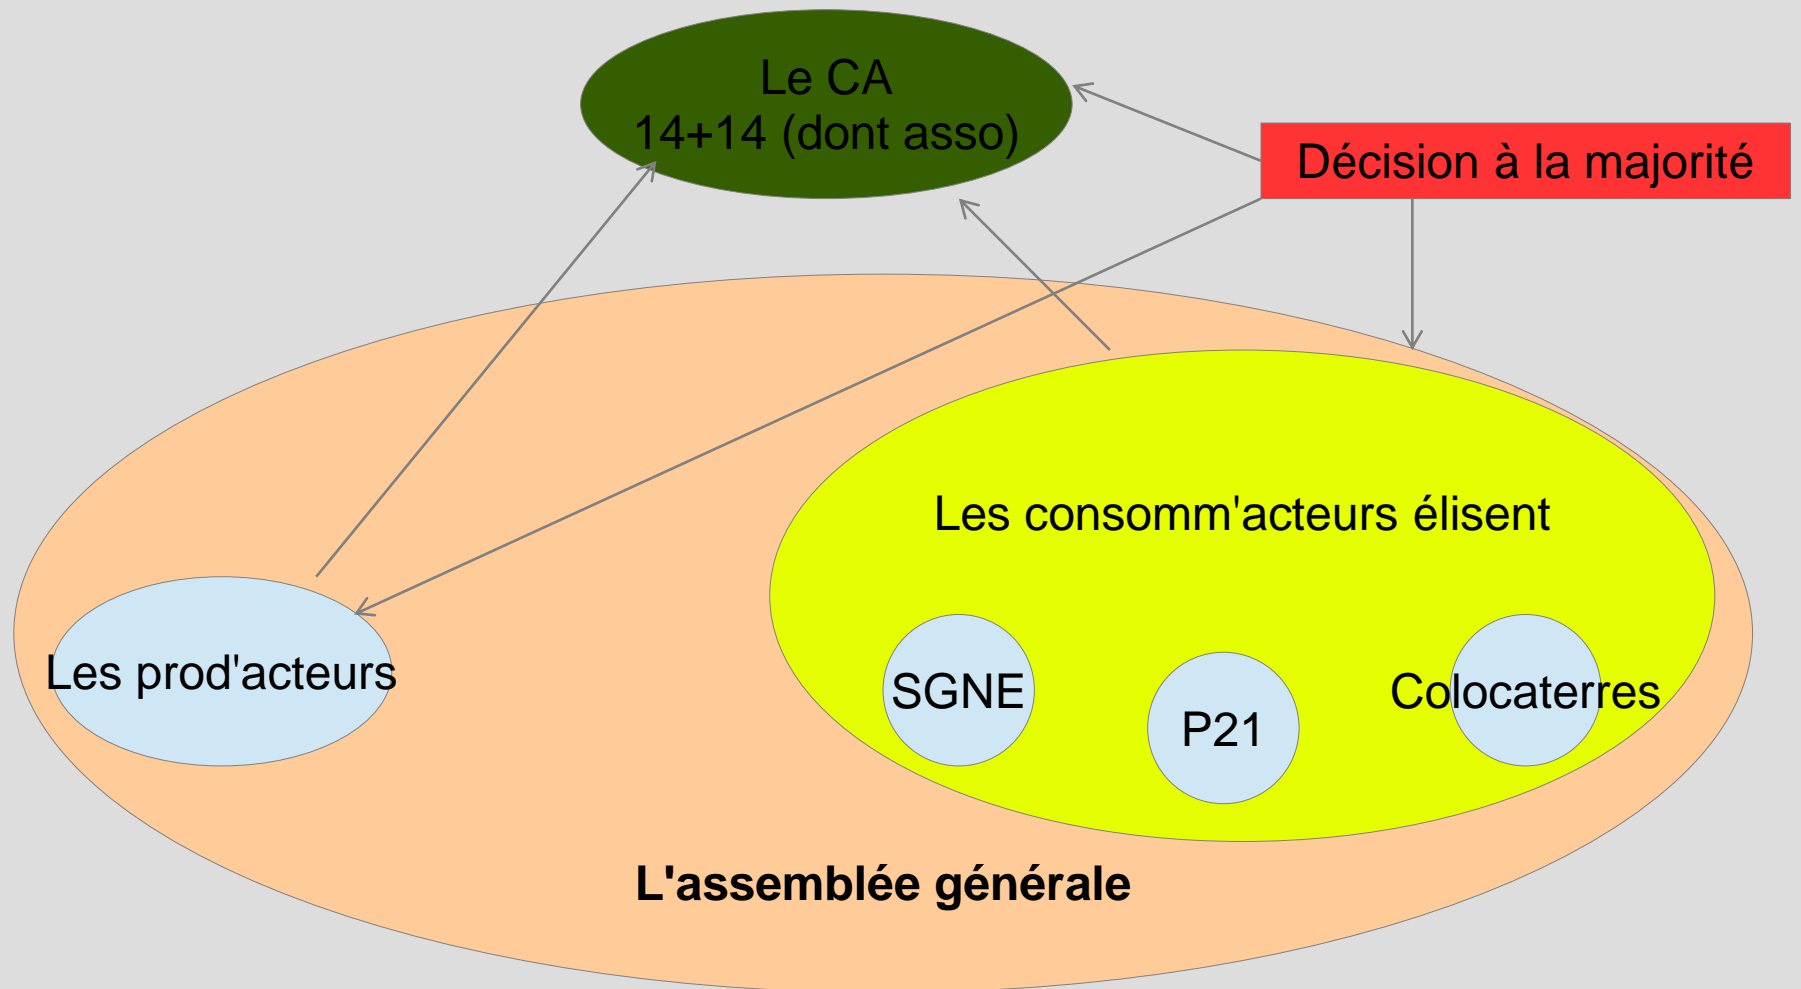 Le CA
14+14 (dont asso)
Décision à la majorité
Les consomm'acteurs élisent
Les prod'acteurs
SGNE
P21
Colocaterres
L'assemblée générale